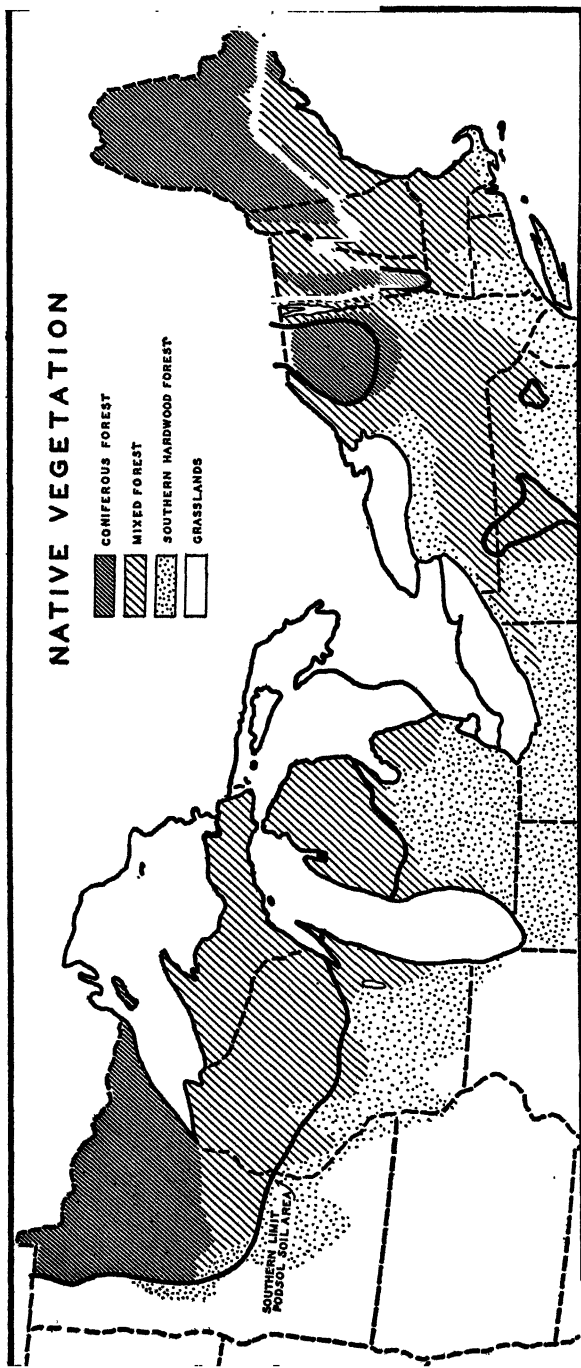 NATIVE VEGETATION
CONIFEROUS FOREST
MIXED FOREST
SOUTHERN HARDWOOD FOREST
GRASSLANDS
SOUTHERN LIMIT
PODSOL SOIL AREA